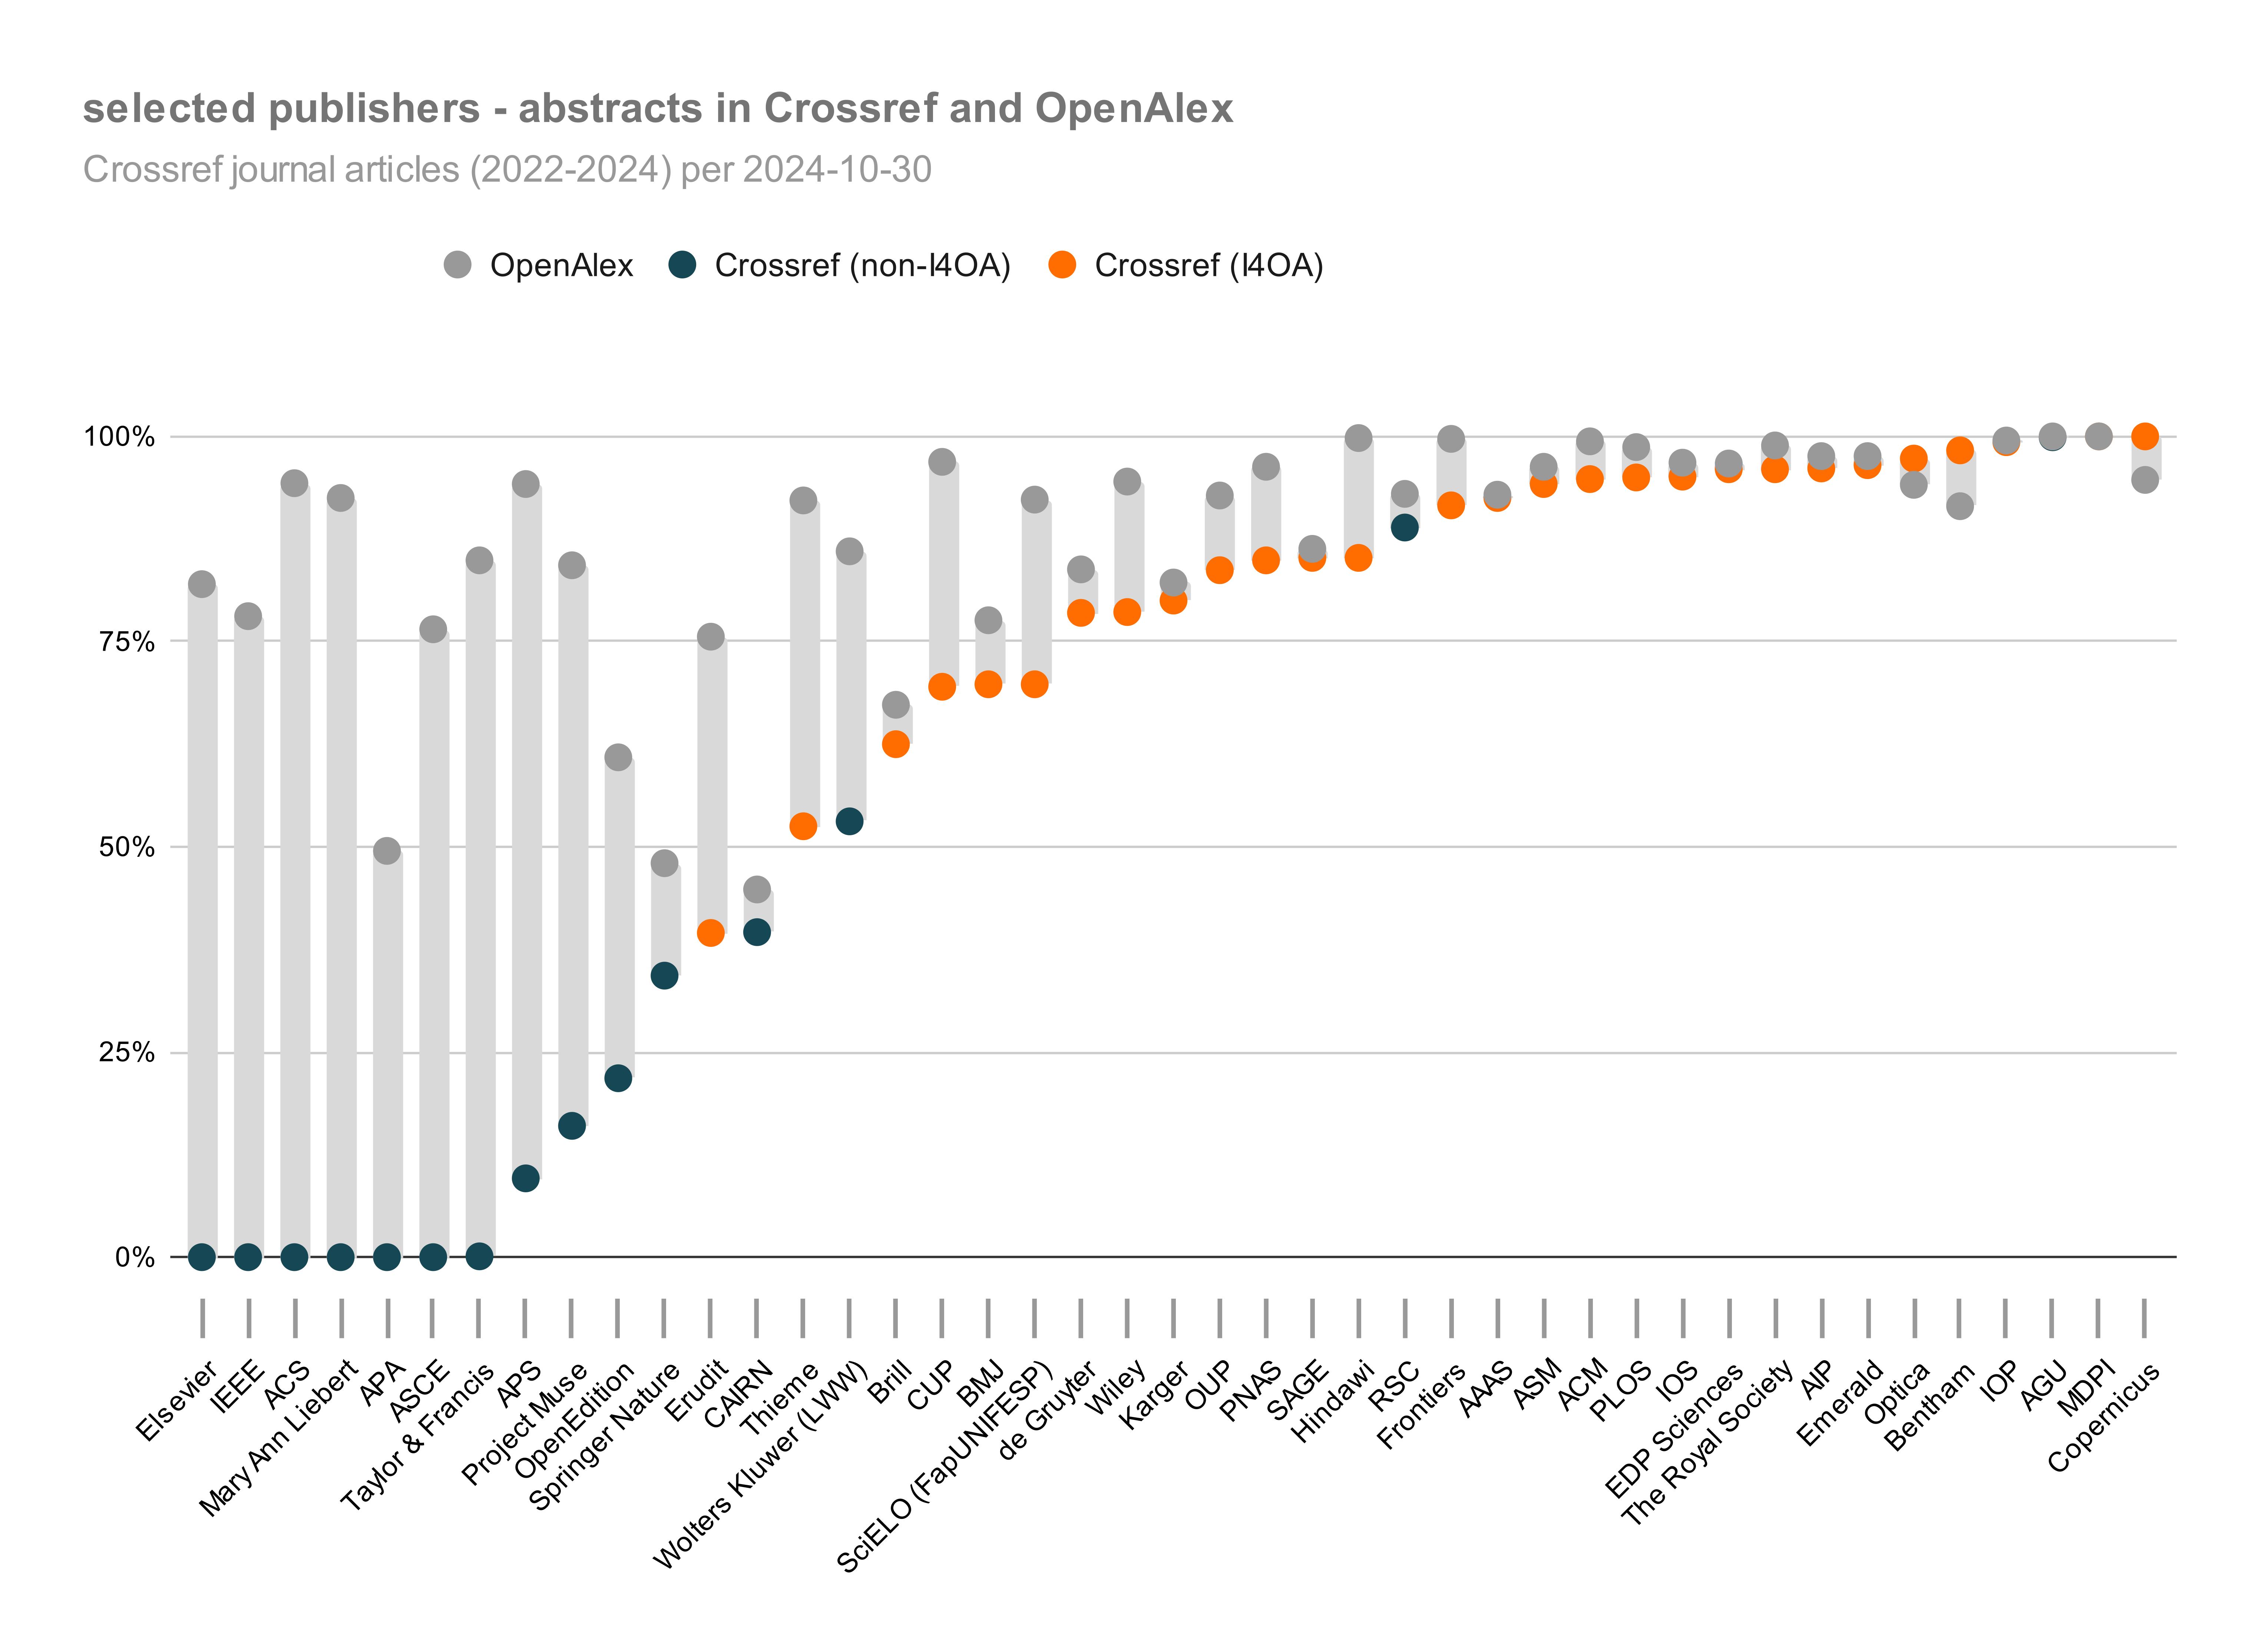 selected publishers - abstracts in Crossref and OpenAlex
Crossref journal articles (2022-2024) per 2024-10-30
OpenAlex
Crossref (non-I4OA)
Crossref (I4OA)
100%
75%
50%
25%
0%
Elsevier
IEEE
ACS
Mary Ann Liebert
APA
ASCE
Taylor & Francis
APS
Project Muse
OpenEdition
Springer Nature
Erudit
CAIRN
Thieme
Wolters Kluwer (LWW)
Brill
CUP
BMJ
SciELO (FapUNIFESP)
de Gruyter
Wiley
Karger
OUP
PNAS
SAGE
Hindawi
RSC
Frontiers
AAAS
ASM
ACM
PLOS
IOS
EDP Sciences
The Royal Society
AIP
Emerald
Optica
Bentham
IOP
AGU
MDPI
Copernicus